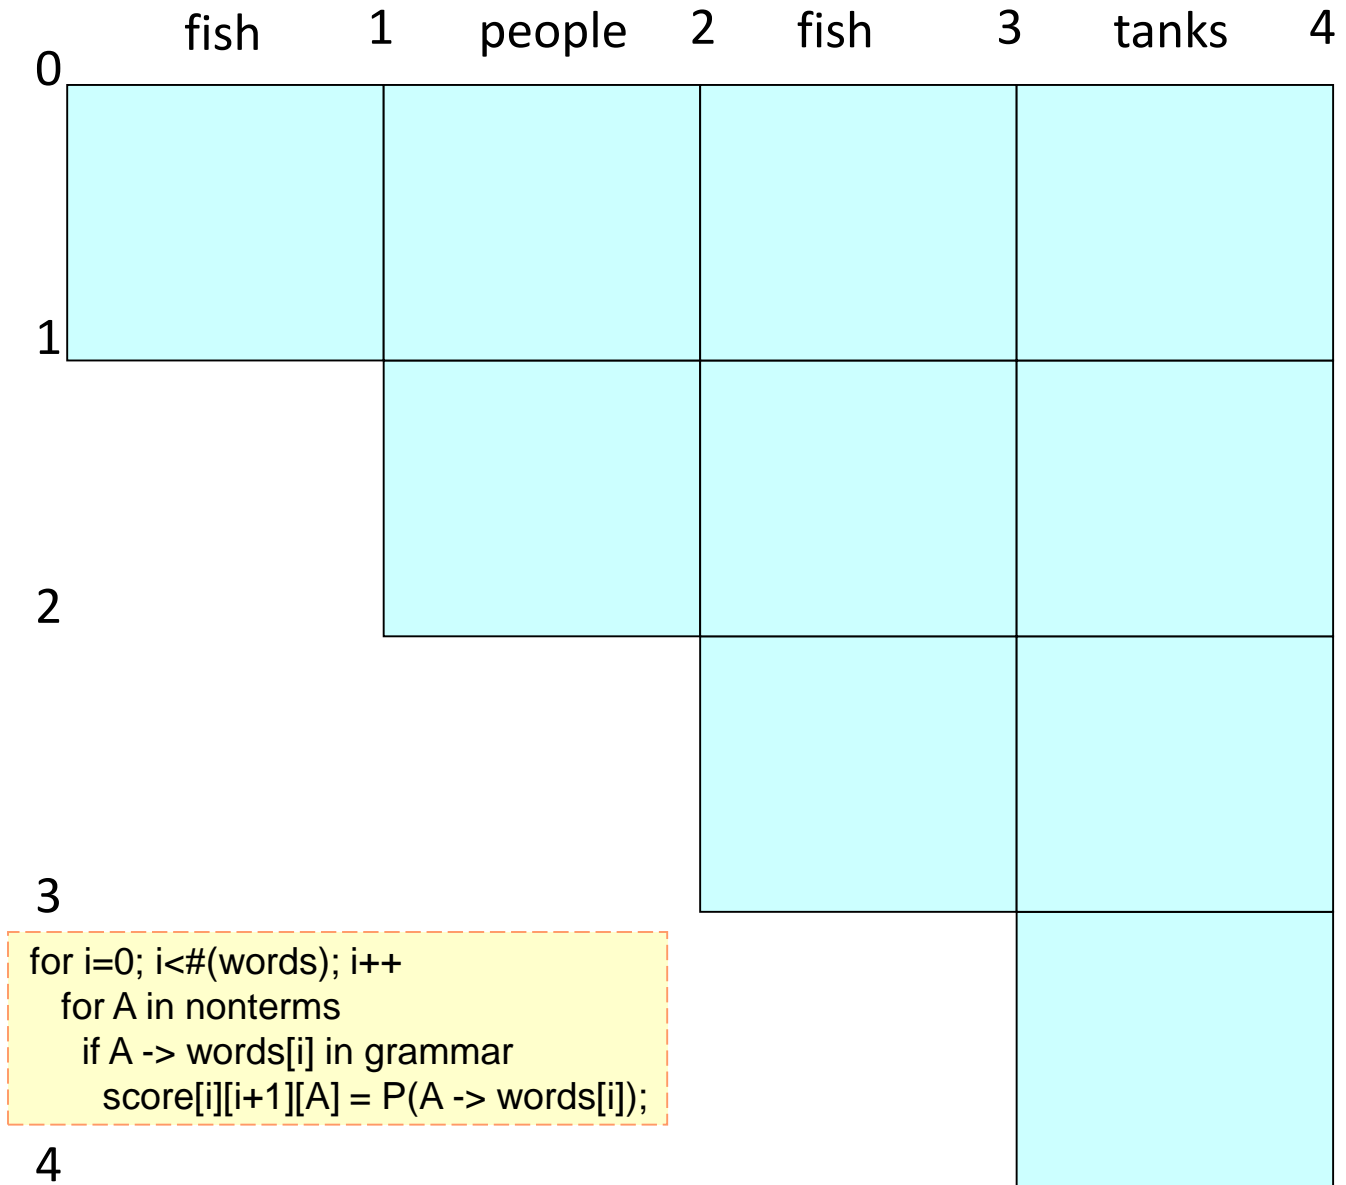 fish 1 people 2 fish 3 tanks 4
0
1
2
3
for i=0; i<#(words); i++
for A in nonterms
if A -> words[i] in grammar
score[i][i+1][A] = P(A -> words[i]);
4